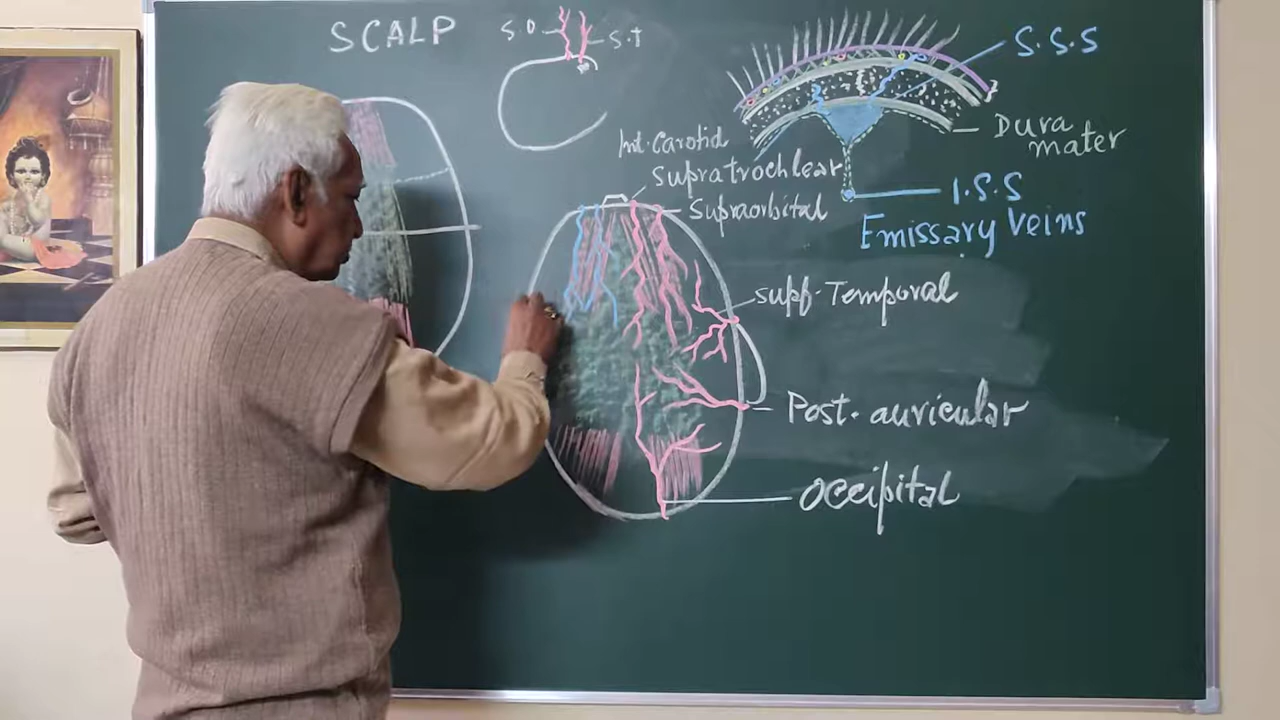 SCALP
S.O
S.T
S.S.S
Dura
mater
I.S.S
Emissary Veins
Int. Carotid
Supratrochlear
Supraorbital
Supf. Temporal
Post. auricular
Occipital